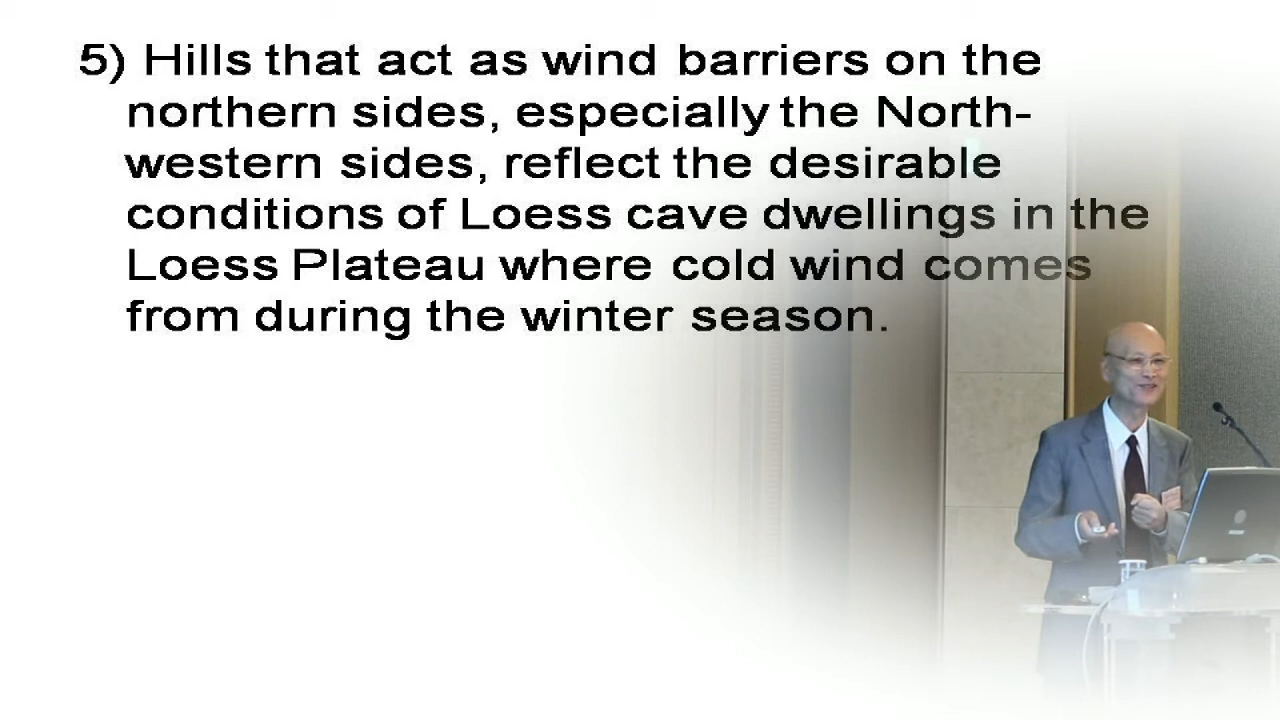 5) Hills that act as wind barriers on the
northern sides, especially the North-
western sides, reflect the desirable
conditions of Loess cave dwellings in the
Loess Plateau where cold wind comes
from during the winter season.